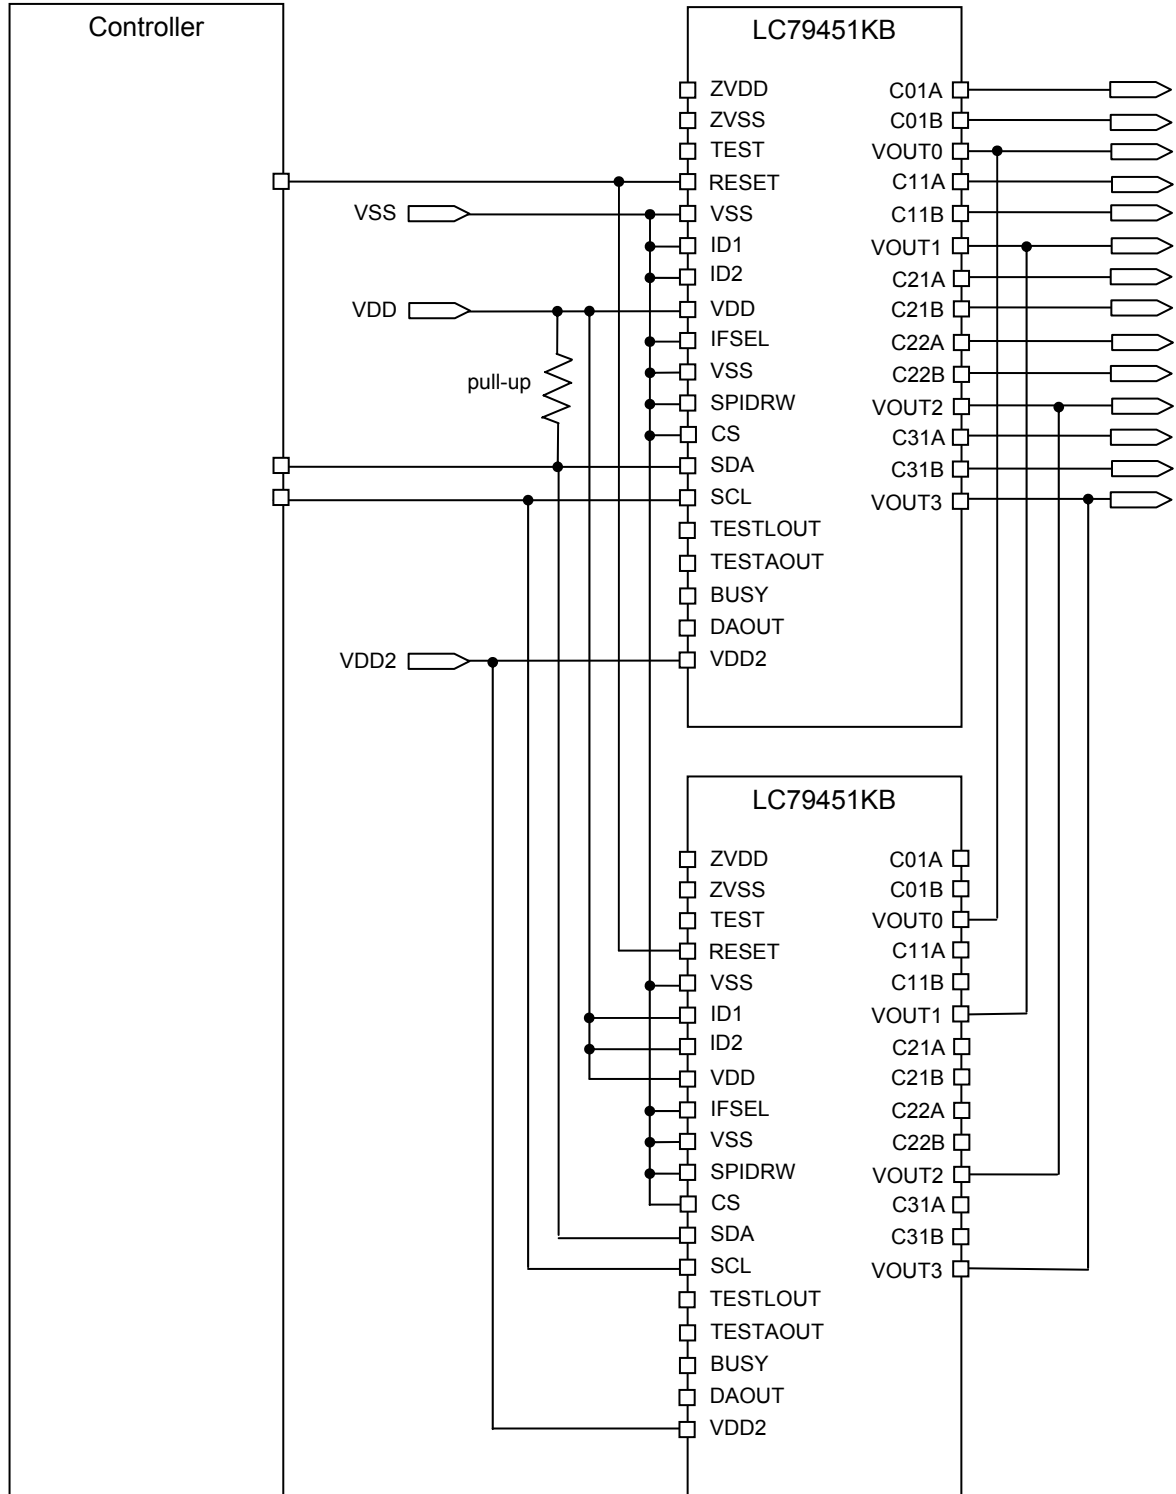 Controller
LC79451KB
ZVDD
C01A
ZVSS
C01B
TEST
VOUT0
RESET
C11A
VSS
VSS
C11B
ID1
VOUT1
ID2
C21A
VDD
VDD
C21B
IFSEL
C22A
VSS
C22B
pull-up
SPIDRW
VOUT2
CS
C31A
SDA
C31B
SCL
VOUT3
TESTLOUT
TESTAOUT
BUSY
DAOUT
VDD2
VDD2
LC79451KB
ZVDD
C01A
ZVSS
C01B
TEST
VOUT0
RESET
C11A
VSS
C11B
ID1
VOUT1
ID2
C21A
VDD
C21B
IFSEL
C22A
VSS
C22B
SPIDRW
VOUT2
CS
C31A
SDA
C31B
SCL
VOUT3
TESTLOUT
TESTAOUT
BUSY
DAOUT
VDD2